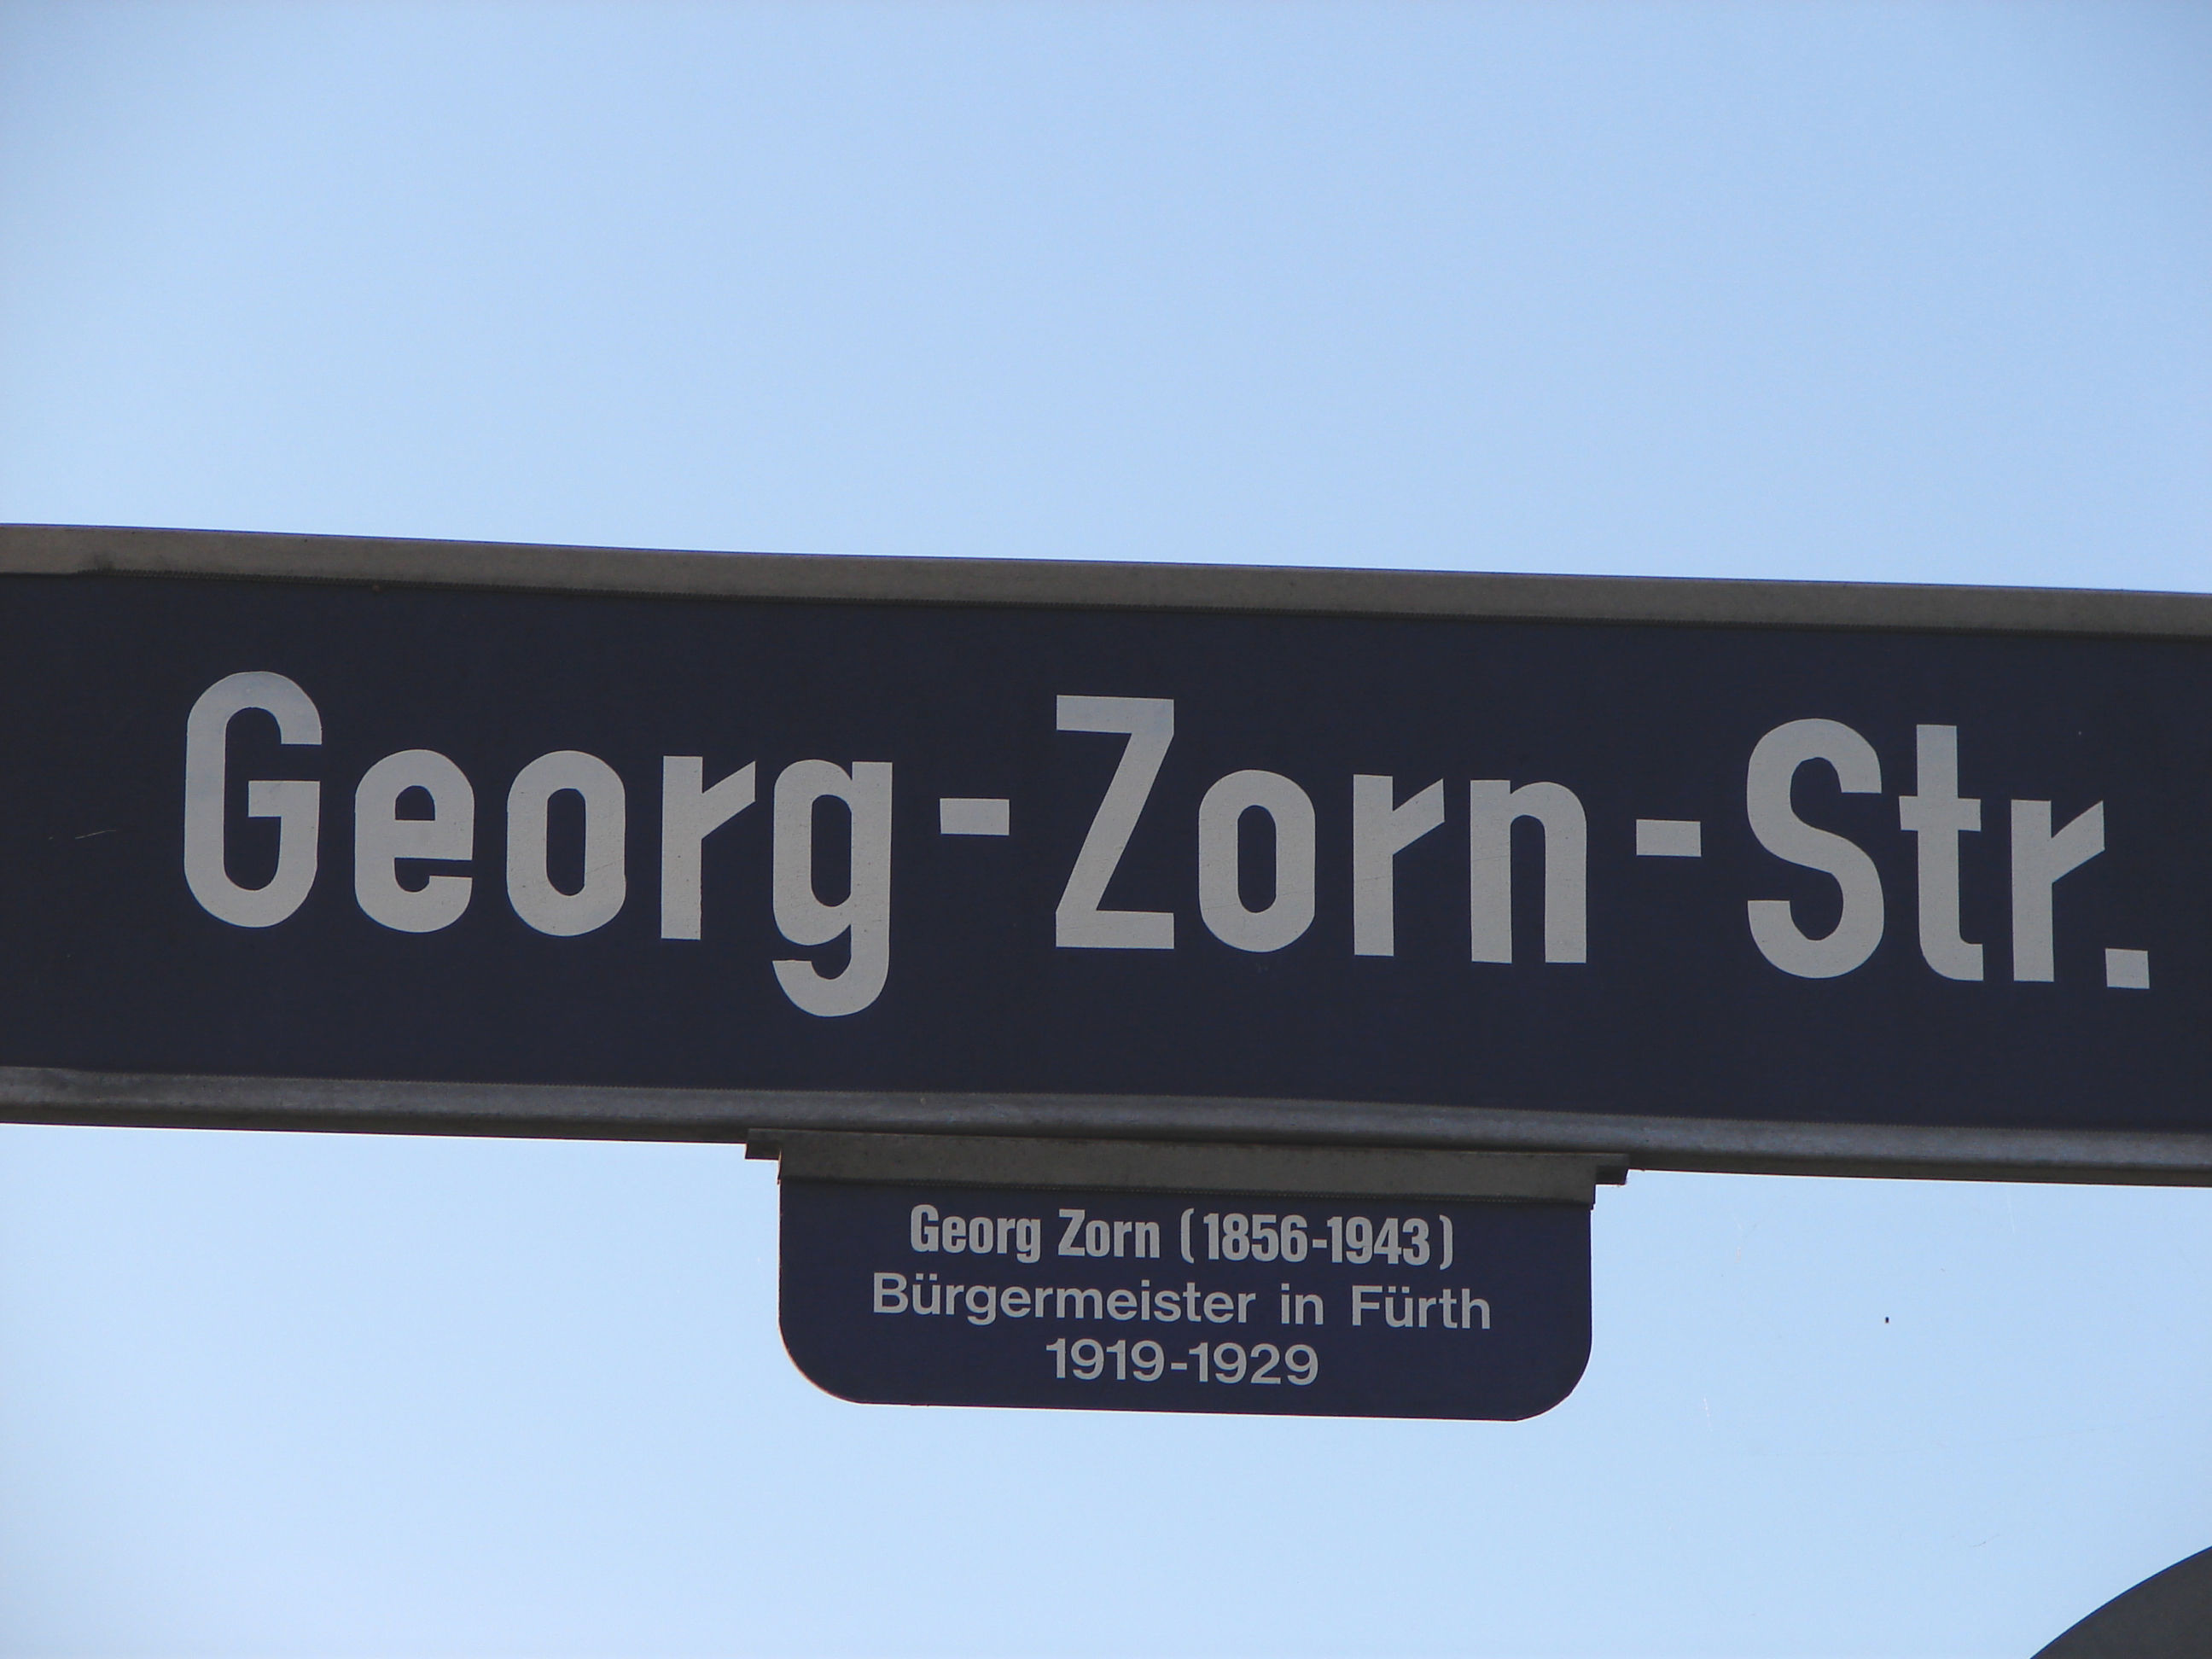 Georg-Zorn-Str.
Georg Zorn (1856-1943)
Bürgermeister in Fürth
1919-1929